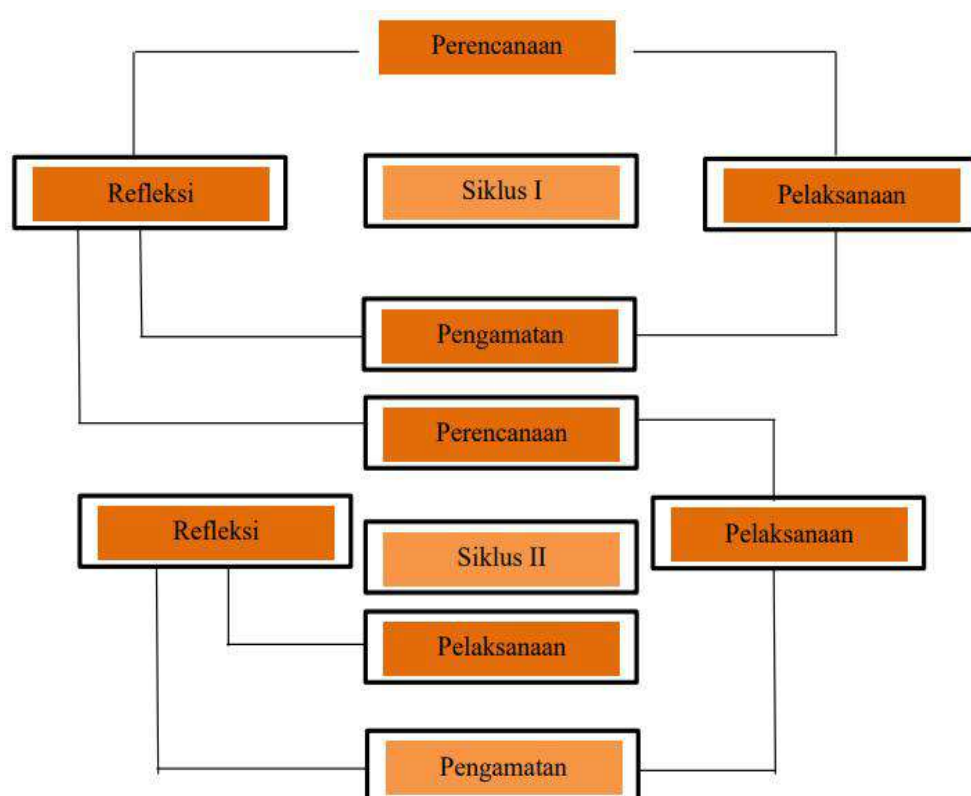 Perencanaan
Refleksi
Siklus I
Pelaksanaan
Pengamatan
Perencanaan
Refleksi
Siklus II
Pelaksanaan
Pelaksanaan
Pengamatan